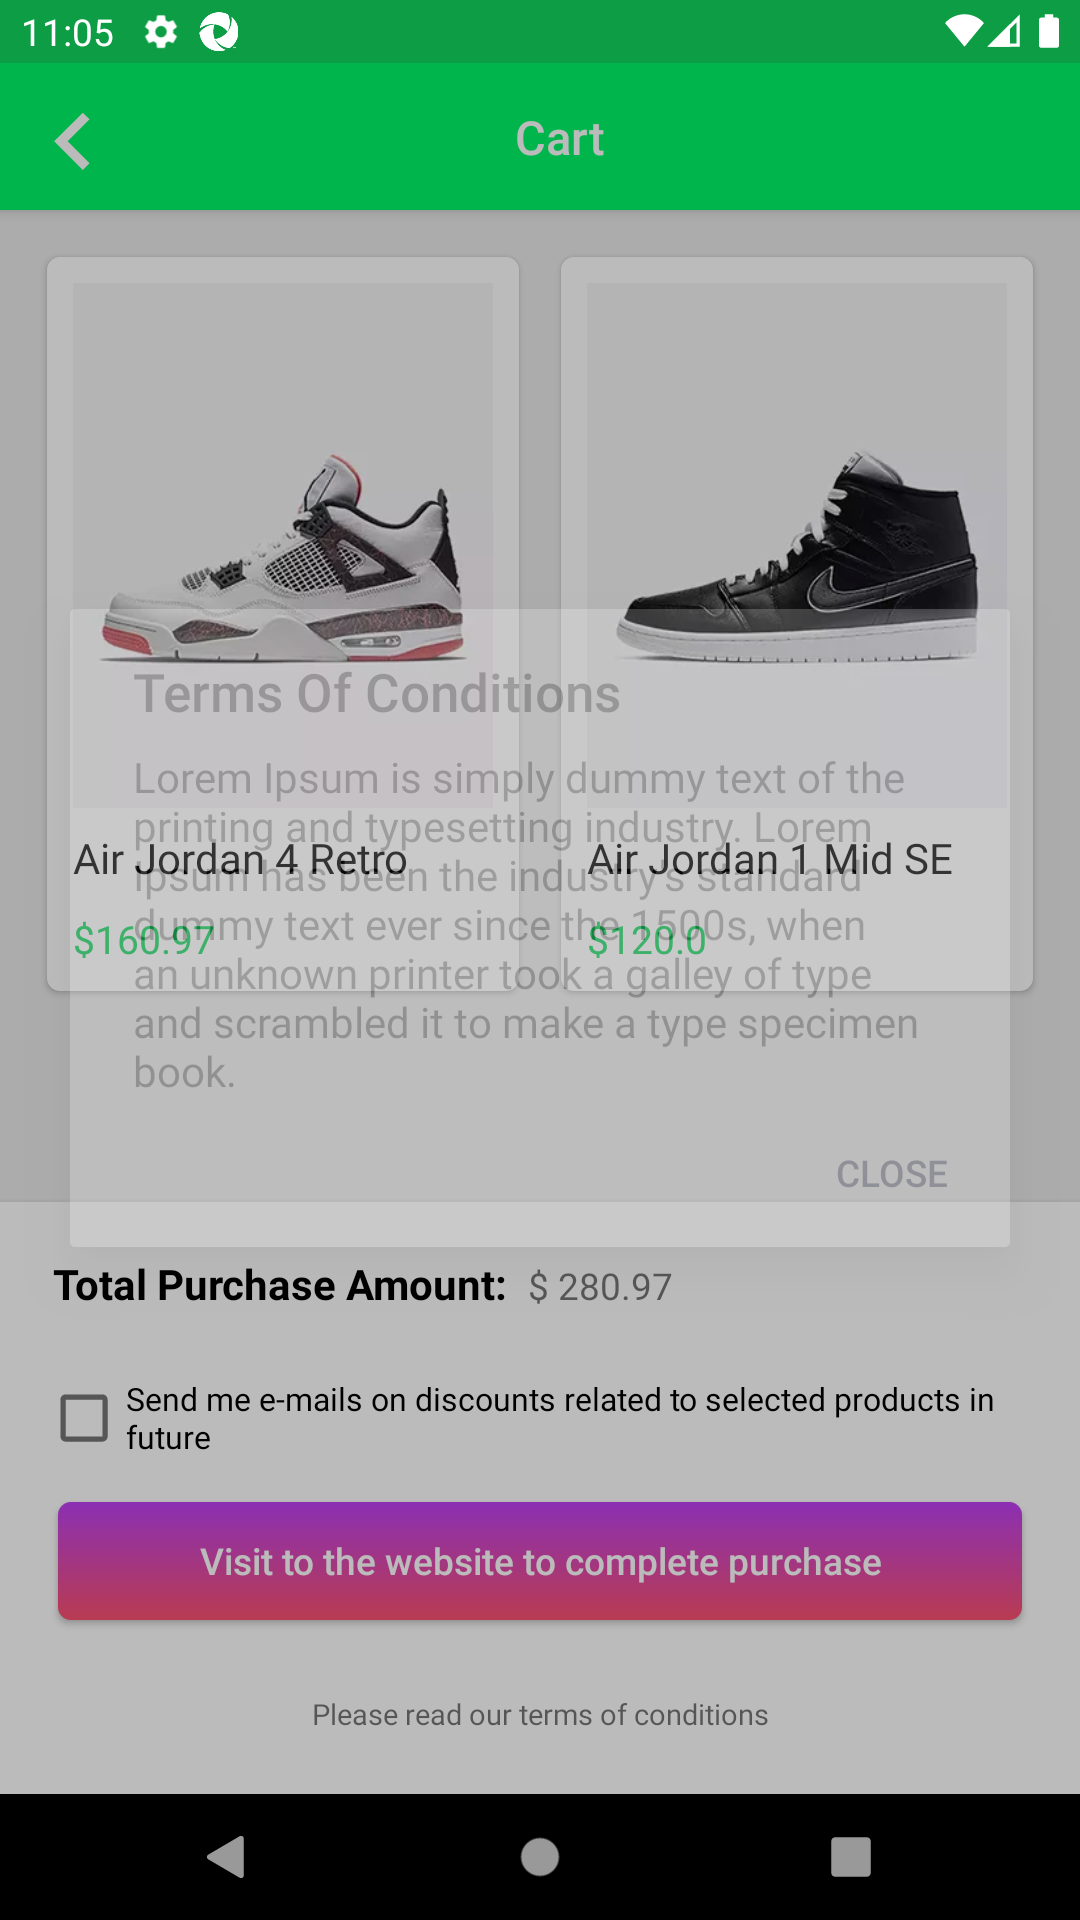 11:05
Cart
Terms Of Conditions
Lorem Ipsum is simply dummy text of the
printing and typesetting industry. Lorem
Ipsum has been the industry's standard
dummy text ever since the 1500s, when
an unknown printer took a galley of type
and scrambled it to make a type specimen
book.
CLOSE
Air Jordan 4 Retro
Air Jordan 1 Mid SE
$160.97
$120.0
Total Purchase Amount: $ 280.97
Send me e-mails on discounts related to selected products in
future
Visit to the website to complete purchase
Please read our terms of conditions